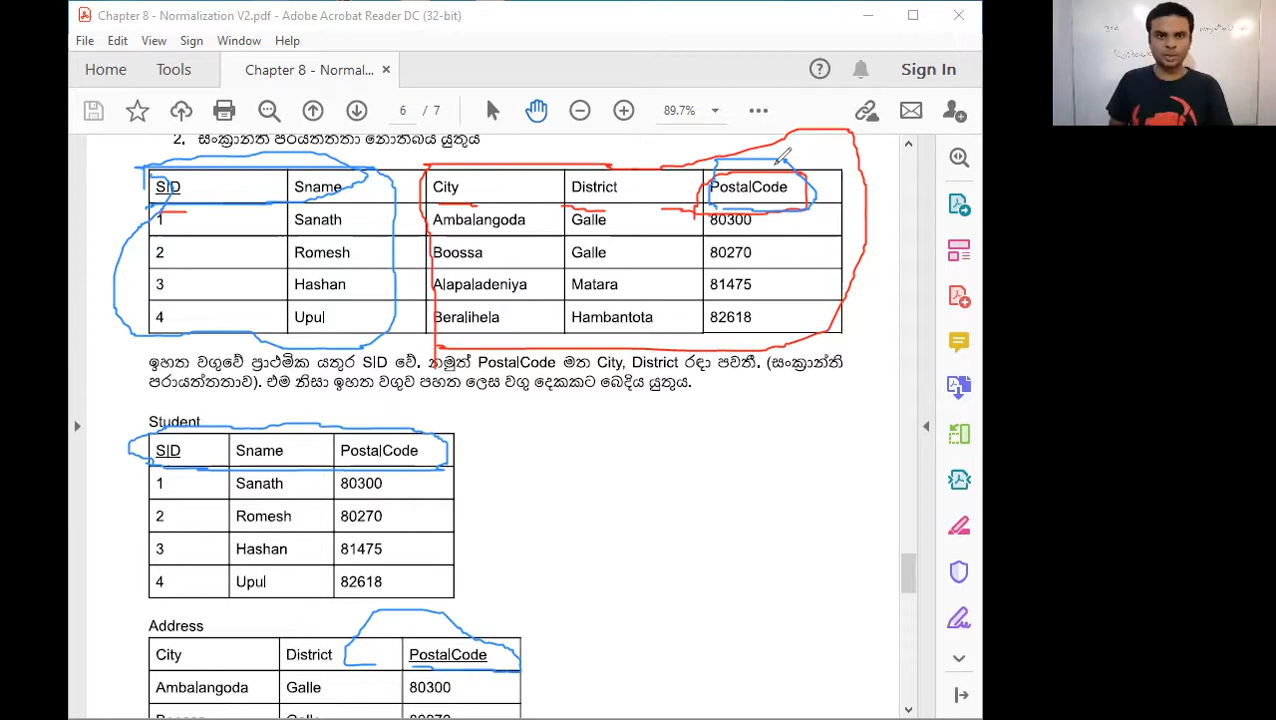 Chapter 8 - Normalization V2.pdf - Adobe Acrobat Reader DC (32-bit)
File Edit View Sign Window Help
Home Tools Chapter 8 - Normal... Sign In
6 / 7 89.7%
2. සංක්‍රාන්ති පරායත්තතා නොතිබිය යුතුය
SID Sname City District PostalCode
1 Sanath Ambalangoda Galle 80300
2 Romesh Boossa Galle 80270
3 Hashan Alapaladeniya Matara 81475
4 Upul Beralihela Hambantota 82618
ඉහත වගුවේ ප්‍රාථමික යතුර SID වේ. නමුත් PostalCode මත City, District රඳා පවතී. (සංක්‍රාන්ති
පරායත්තතාව). එම නිසා ඉහත වගුව පහත ලෙස වගු දෙකකට බෙදිය යුතුය.
Student
SID Sname PostalCode
1 Sanath 80300
2 Romesh 80270
3 Hashan 81475
4 Upul 82618
Address
City District PostalCode
Ambalangoda Galle 80300
Boossa Galle 80270